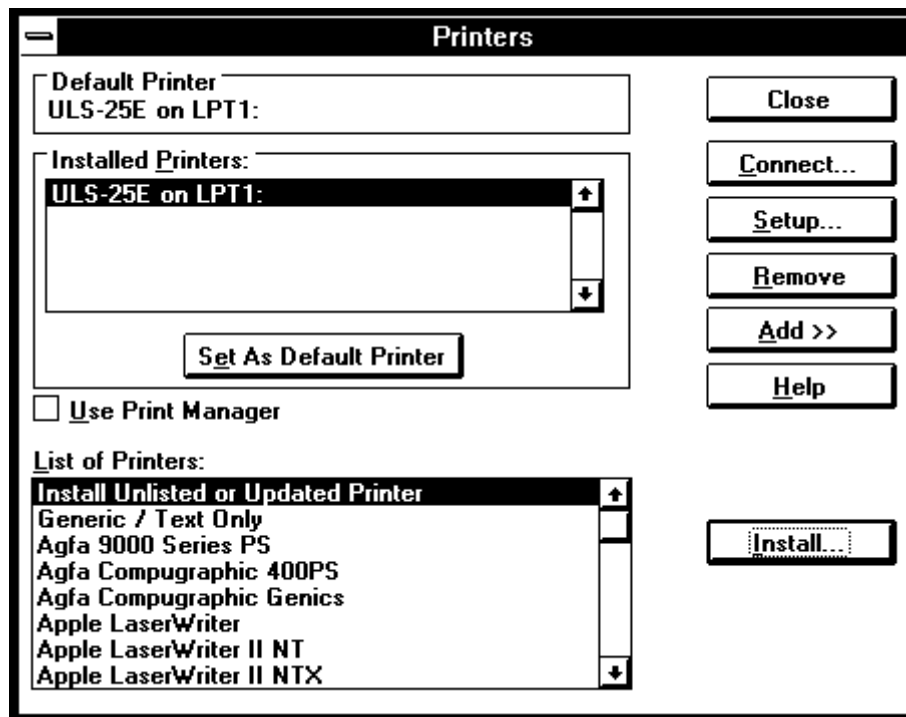 Printers
Default Printer
ULS-25E on LPT1:
Close
Installed Printers:
ULS-25E on LPT1:
Connect...
Setup...
Remove
Add >>
Help
Set As Default Printer
Use Print Manager
List of Printers:
Install Unlisted or Updated Printer
Generic / Text Only
Agfa 9000 Series PS
Agfa Compugraphic 400PS
Agfa Compugraphic Genics
Apple LaserWriter
Apple LaserWriter II NT
Apple LaserWriter II NTX
Install...